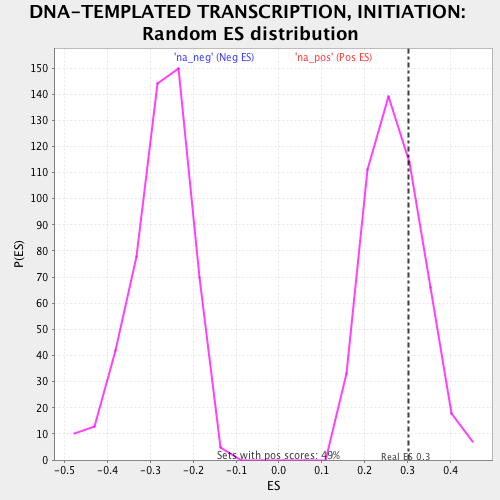 DNA-TEMPLATED TRANSCRIPTION, INITIATION:
Random ES distribution
'na_neg' (Neg ES) 'na_pos' (Pos ES)
150
140
130
120
110
100
90
80
70
60
50
40
30
20
10
0
P(ES)
Sets with pos scores: 49%
Real ES 0.3
-0.5 -0.4 -0.3 -0.2 -0.1 0.0 0.1 0.2 0.3 0.4
ES